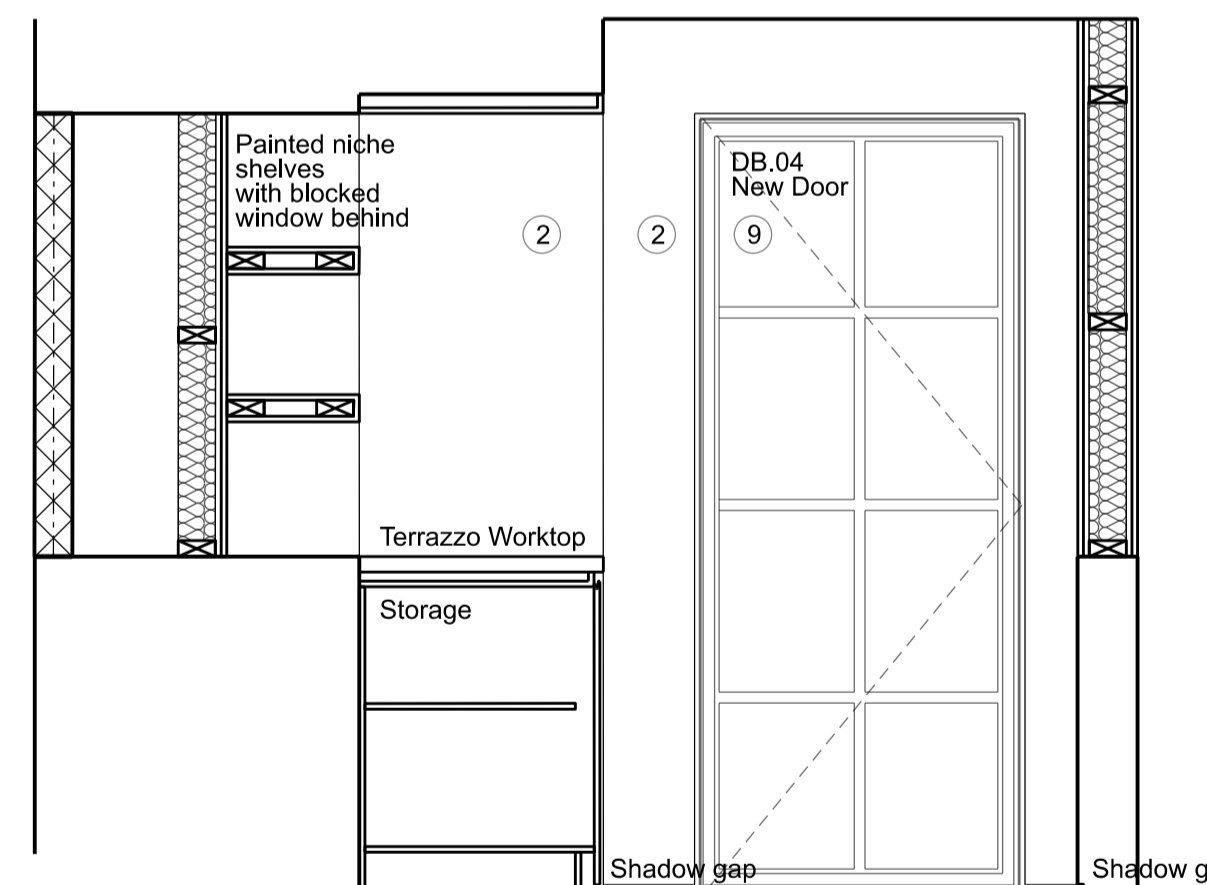 Painted niche
shelves
with blocked
window behind
DB.04
New Door
2
2
9
Terrazzo Worktop
Storage
Shadow gap
Shadow g